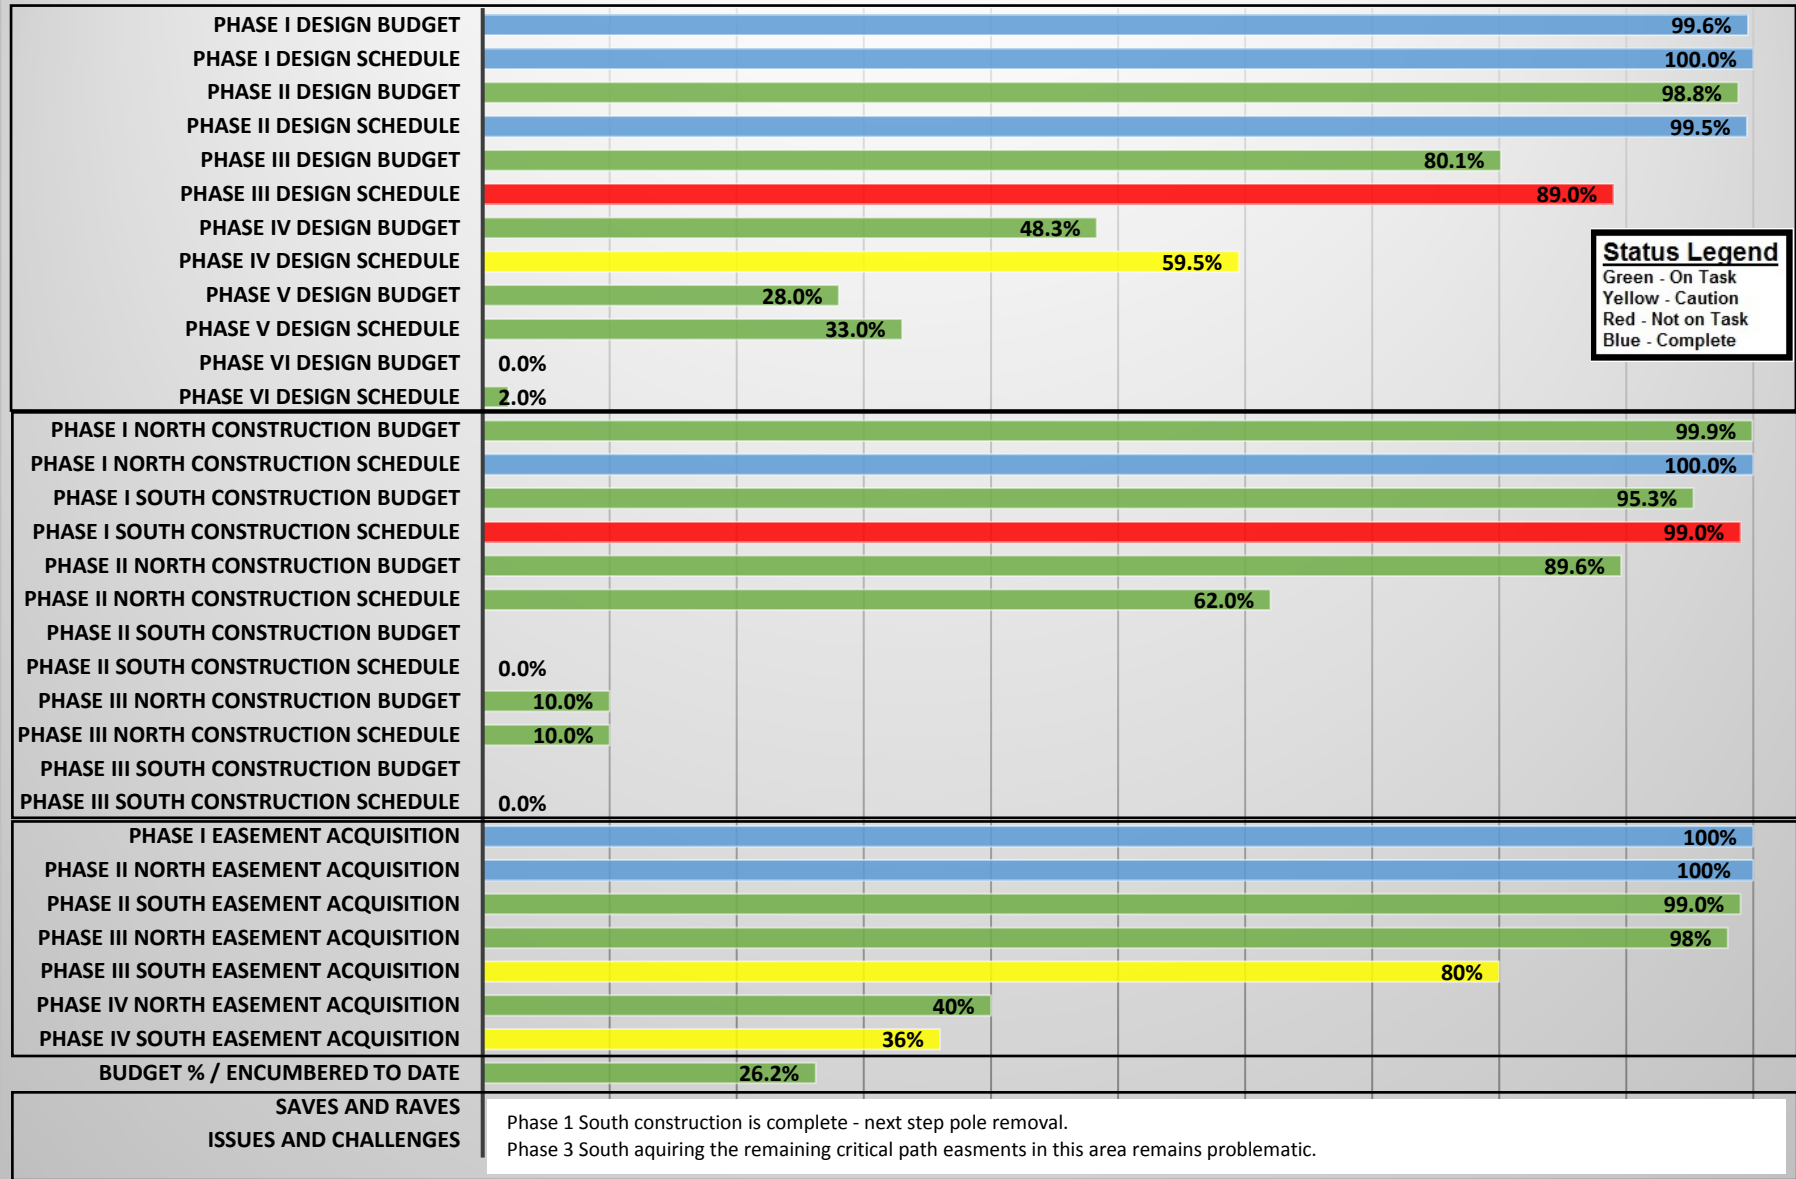 PHASE I DESIGN BUDGET 99.6%
PHASE I DESIGN SCHEDULE 100.0%
PHASE II DESIGN BUDGET 98.8%
PHASE II DESIGN SCHEDULE 99.5%
PHASE III DESIGN BUDGET 80.1%
PHASE III DESIGN SCHEDULE 89.0%
PHASE IV DESIGN BUDGET 48.3%
PHASE IV DESIGN SCHEDULE 59.5%
PHASE V DESIGN BUDGET 28.0%
PHASE V DESIGN SCHEDULE 33.0%
PHASE VI DESIGN BUDGET 0.0%
PHASE VI DESIGN SCHEDULE 2.0%
Status Legend
Green - On Task
Yellow - Caution
Red - Not on Task
Blue - Complete
PHASE I NORTH CONSTRUCTION BUDGET 99.9%
PHASE I NORTH CONSTRUCTION SCHEDULE 100.0%
PHASE I SOUTH CONSTRUCTION BUDGET 95.3%
PHASE I SOUTH CONSTRUCTION SCHEDULE 99.0%
PHASE II NORTH CONSTRUCTION BUDGET 89.6%
PHASE II NORTH CONSTRUCTION SCHEDULE 62.0%
PHASE II SOUTH CONSTRUCTION BUDGET
PHASE II SOUTH CONSTRUCTION SCHEDULE 0.0%
PHASE III NORTH CONSTRUCTION BUDGET 10.0%
PHASE III NORTH CONSTRUCTION SCHEDULE 10.0%
PHASE III SOUTH CONSTRUCTION BUDGET
PHASE III SOUTH CONSTRUCTION SCHEDULE 0.0%
PHASE I EASEMENT ACQUISITION 100%
PHASE II NORTH EASEMENT ACQUISITION 100%
PHASE II SOUTH EASEMENT ACQUISITION 99.0%
PHASE III NORTH EASEMENT ACQUISITION 98%
PHASE III SOUTH EASEMENT ACQUISITION 80%
PHASE IV NORTH EASEMENT ACQUISITION 40%
PHASE IV SOUTH EASEMENT ACQUISITION 36%
BUDGET % / ENCUMBERED TO DATE 26.2%
SAVES AND RAVES
Phase 1 South construction is complete - next step pole removal.
ISSUES AND CHALLENGES
Phase 3 South aquiring the remaining critical path easments in this area remains problematic.